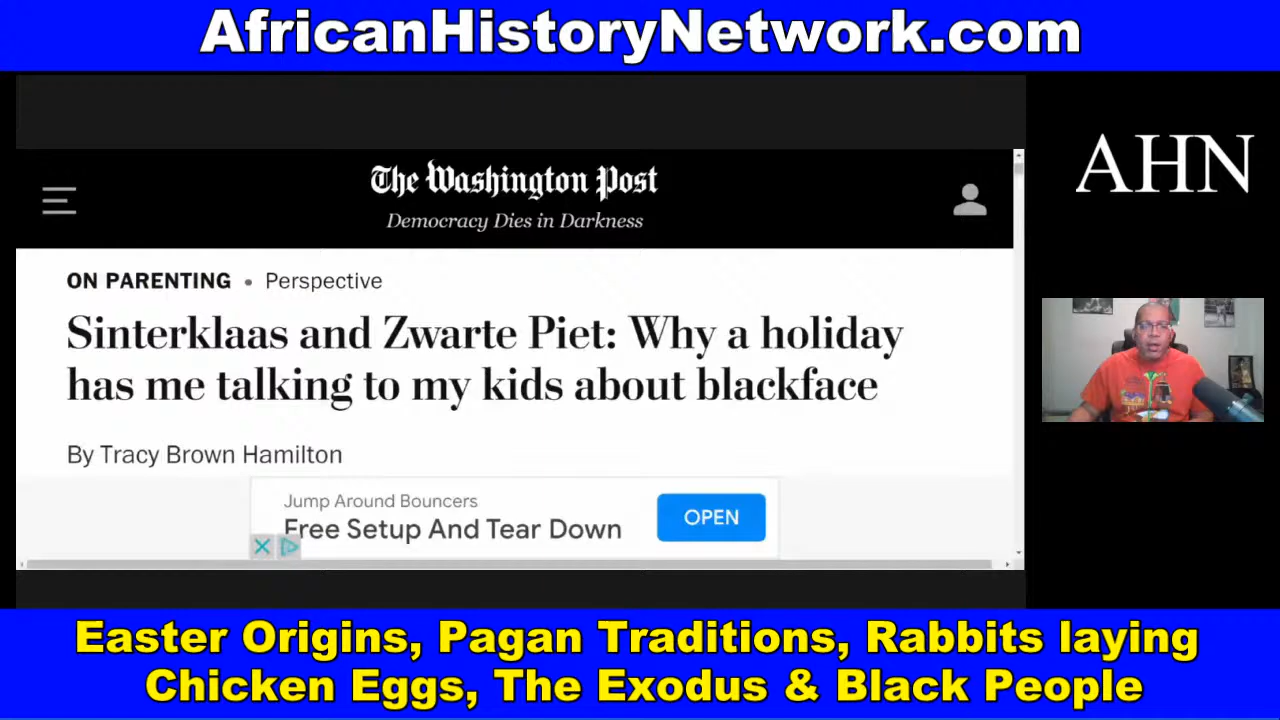 AfricanHistoryNetwork.com
The Washington Post
Democracy Dies in Darkness
AHN
ON PARENTING • Perspective
Sinterklaas and Zwarte Piet: Why a holiday
has me talking to my kids about blackface
By Tracy Brown Hamilton
Jump Around Bouncers
Free Setup And Tear Down
OPEN
Easter Origins, Pagan Traditions, Rabbits laying
Chicken Eggs, The Exodus & Black People